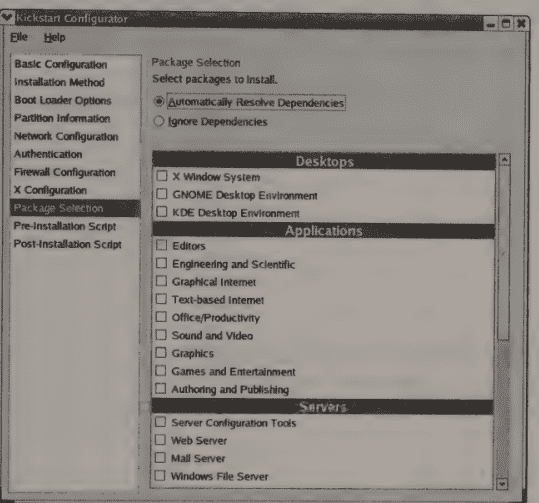 Kickstart Configurator
File Help
Basic Configuration
Installation Method
Boot Loader Options
Partition Information
Network Configuration
Authentication
Firewall Configuration
X Configuration
Package Selection
Pre-Installation Script
Post-Installation Script
Package Selection
Select packages to install.
Automatically Resolve Dependencies
Ignore Dependencies
Desktops
X Window System
GNOME Desktop Environment
KDE Desktop Environment
Applications
Editors
Engineering and Scientific
Graphical Internet
Text-based Internet
Office/Productivity
Sound and Video
Graphics
Games and Entertainment
Authoring and Publishing
Servers
Server Configuration Tools
Web Server
Mail Server
Windows File Server